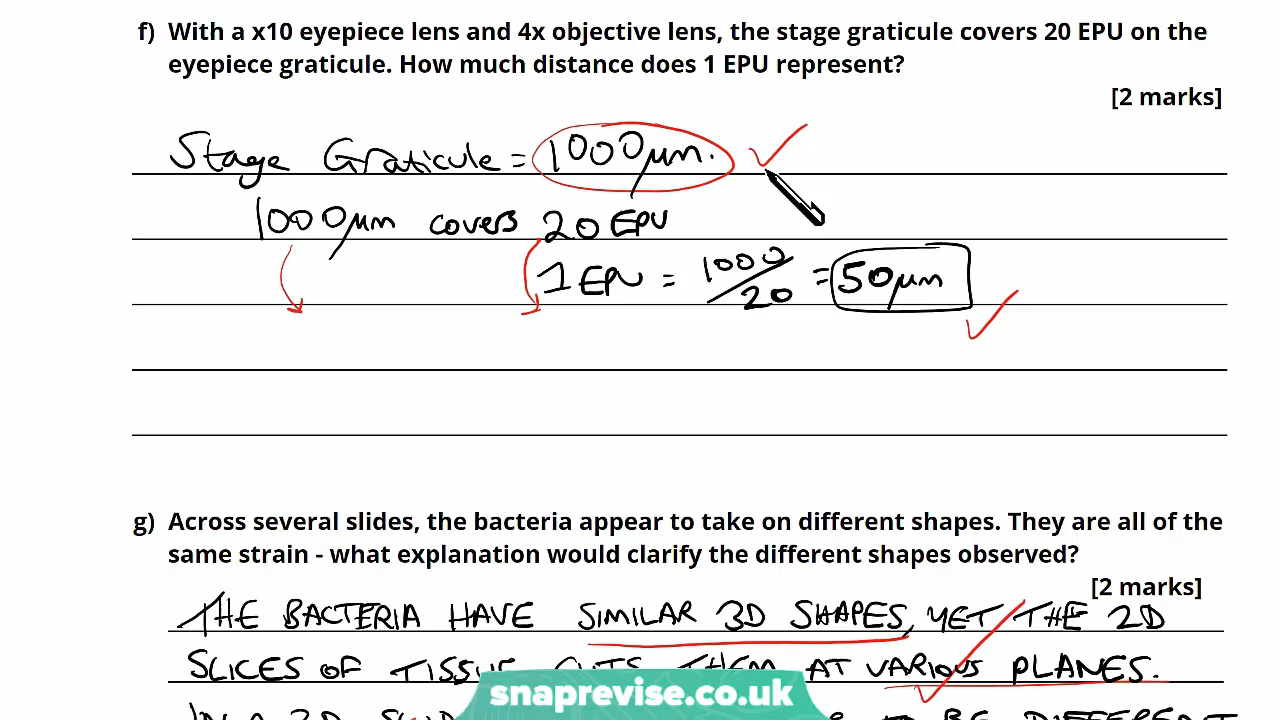 f) With a x10 eyepiece lens and 4x objective lens, the stage graticule covers 20 EPU on the
eyepiece graticule. How much distance does 1 EPU represent?
[2 marks]
Stage Graticule = 1000μm.
1000μm covers 20 EPU
1 EPU = 1000/20 = 50μm
g) Across several slides, the bacteria appear to take on different shapes. They are all of the
same strain - what explanation would clarify the different shapes observed?
[2 marks]
THE BACTERIA HAVE SIMILAR 3D SHAPES, YET THE 2D
SLICES OF TISSUE CUTS THEM AT VARIOUS PLANES.
snaprevise.co.uk
BE DIFFERENT